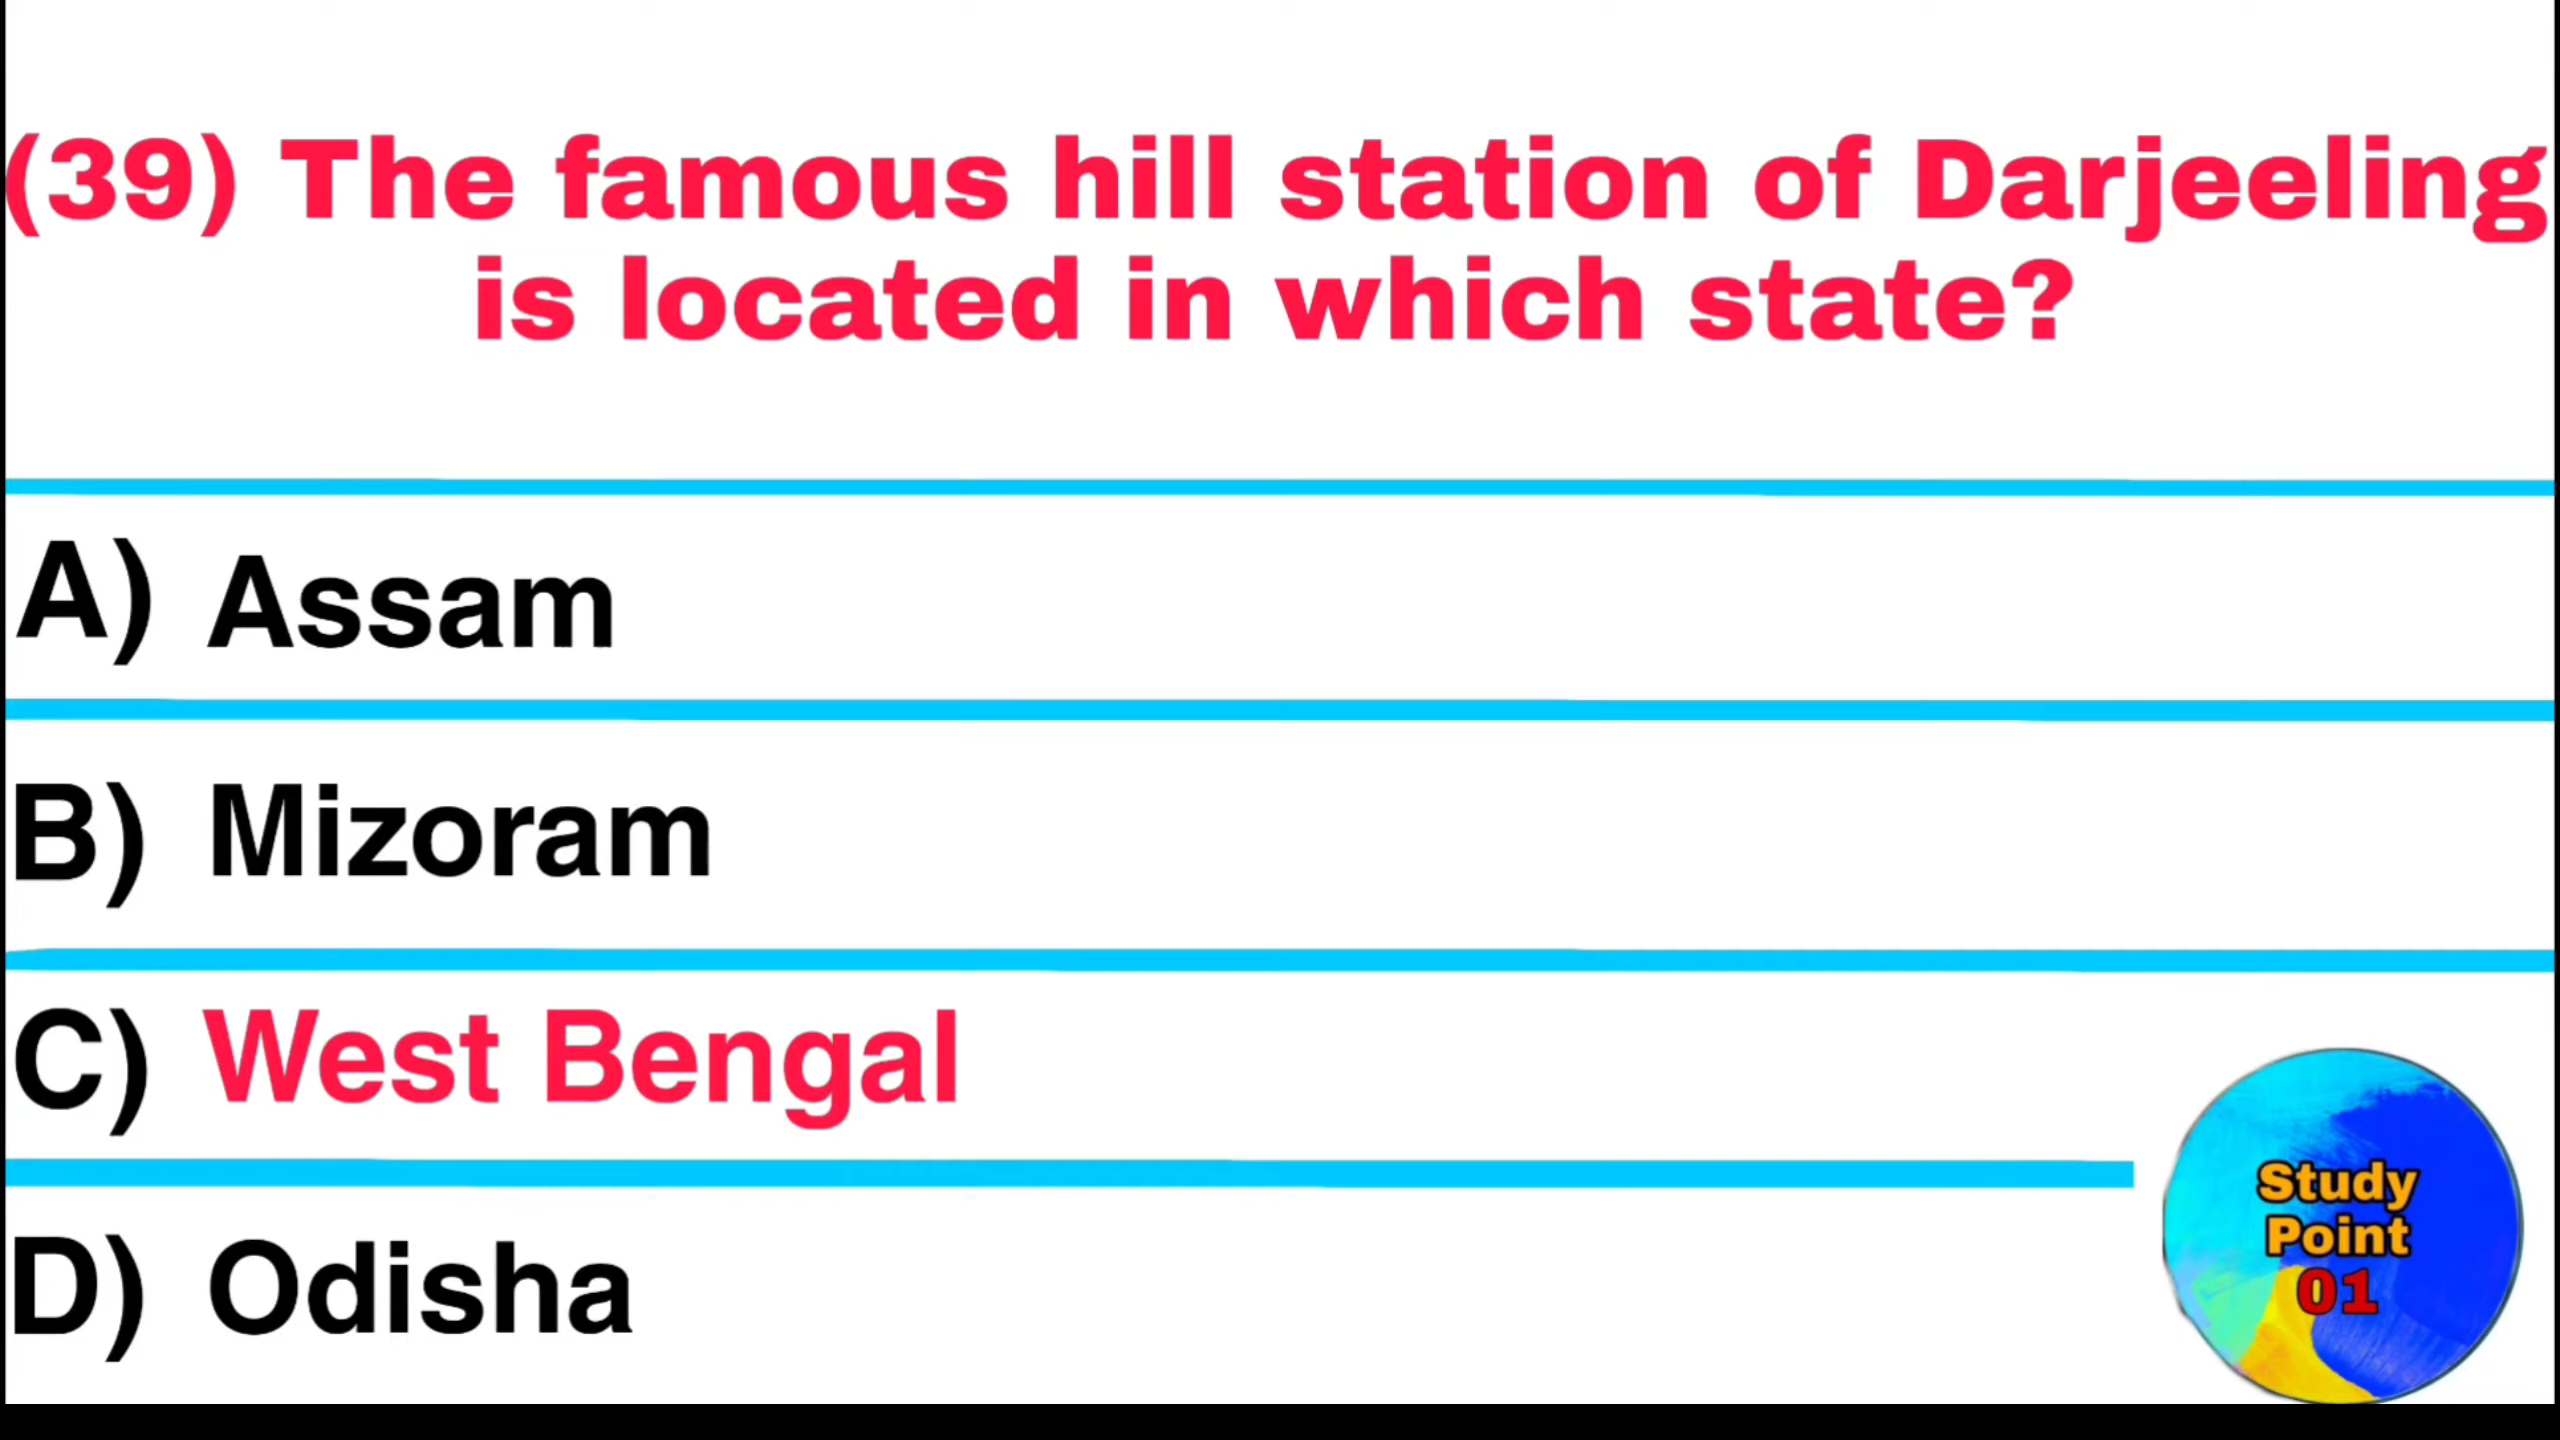 (39) The famous hill station of Darjeeling
is located in which state?
A) Assam
B) Mizoram
C) West Bengal
D) Odisha
Study
Point
01